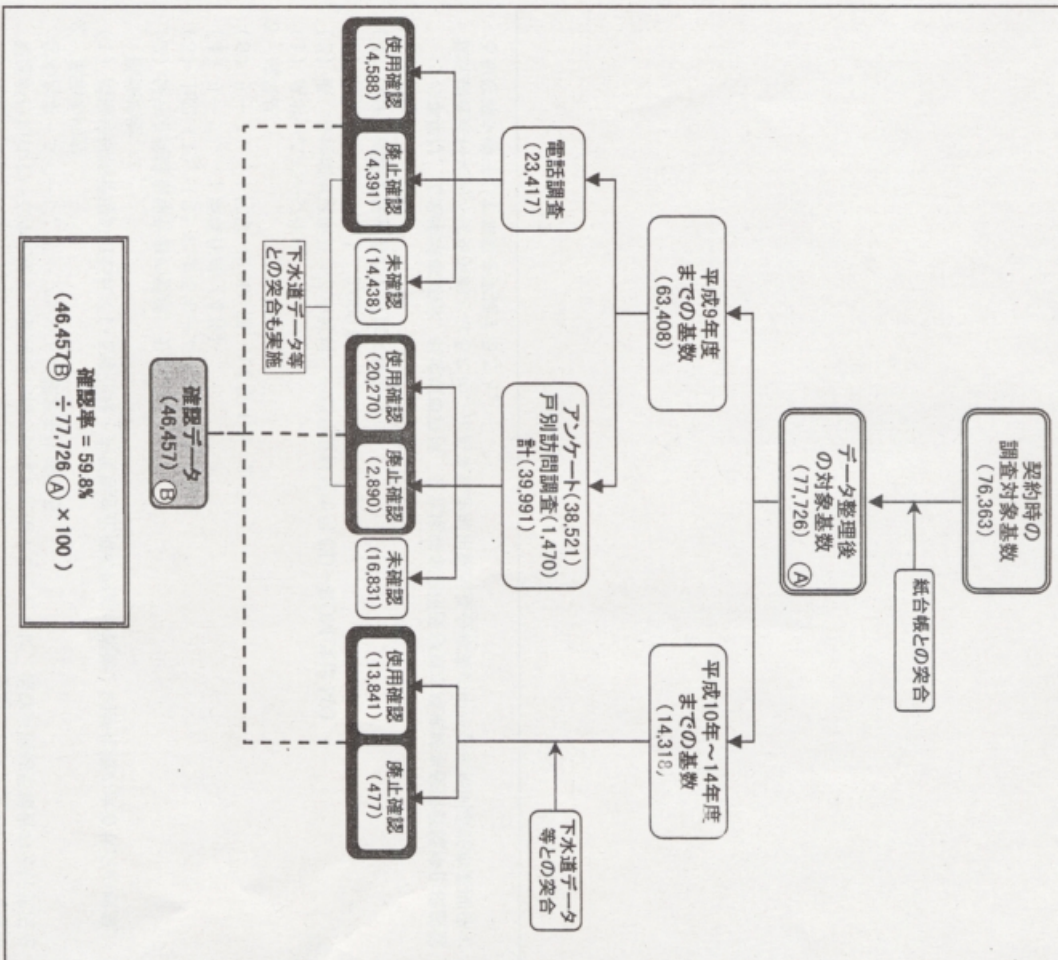 契約時の
調査対象基数
(76,363)
紙台帳との突合
データ整理後
の対象基数
(77,726) Ⓐ
平成9年度
までの基数
(63,408)
平成10年~14年度
までの基数
(14,318)
電話調査
(23,417)
アンケート(38,521)
戸別訪問調査(1,470)
計(39,991)
下水道データ
等との突合
使用確認
(4,588)
廃止確認
(4,391)
未確認
(14,438)
使用確認
(20,270)
廃止確認
(2,890)
未確認
(16,831)
使用確認
(13,841)
廃止確認
(477)
下水道データ等
との突合も実施
確認データ
(46,457) Ⓑ
確認率 = 59.8%
(46,457Ⓑ ÷77,726Ⓐ ×100 )